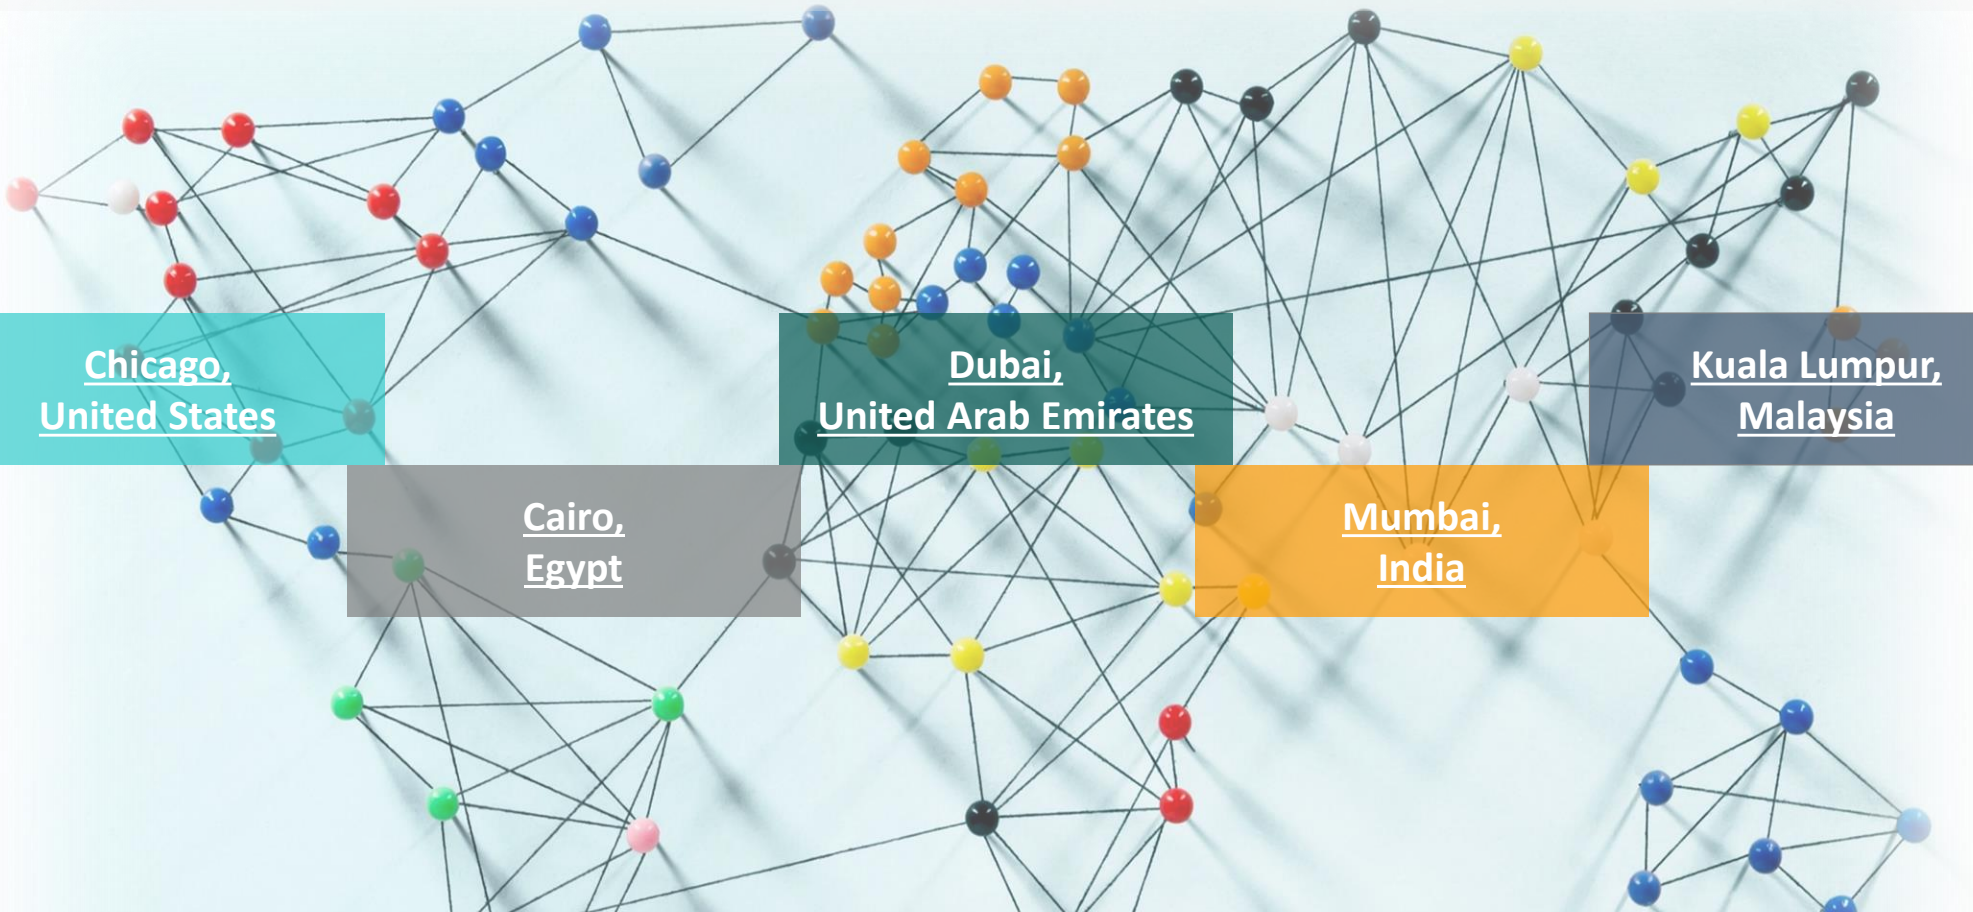 Chicago,
United States
Cairo,
Egypt
Dubai,
United Arab Emirates
Mumbai,
India
Kuala Lumpur,
Malaysia